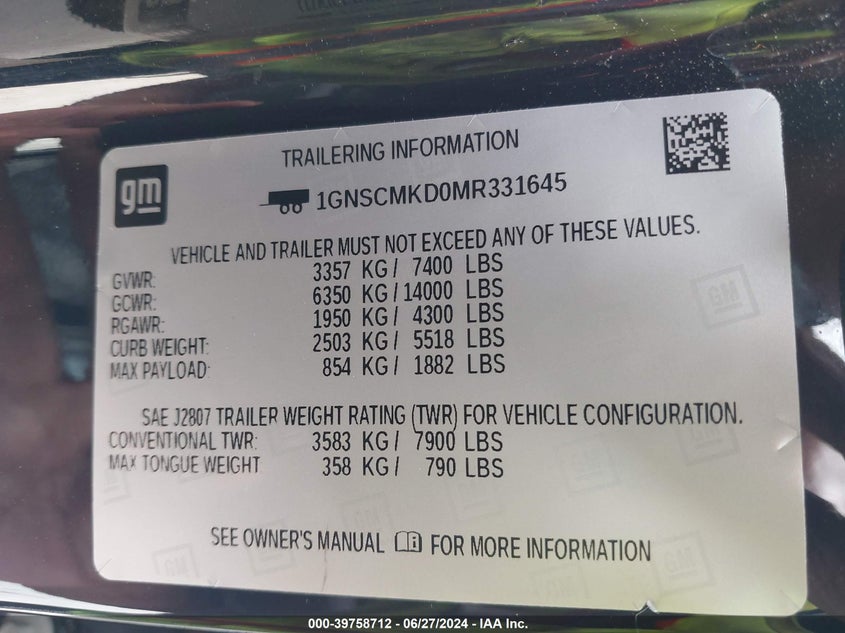 TRAILERING INFORMATION
gm
1GNSCMKD0MR331645
VEHICLE AND TRAILER MUST NOT EXCEED ANY OF THESE VALUES.
GVWR: 3357 KG/ 7400 LBS
GCWR: 6350 KG/14000 LBS
RGAWR: 1950 KG/ 4300 LBS
CURB WEIGHT: 2503 KG/ 5518 LBS
MAX PAYLOAD: 854 KG/ 1882 LBS
SAE J2807 TRAILER WEIGHT RATING (TWR) FOR VEHICLE CONFIGURATION.
CONVENTIONAL TWR: 3583 KG/ 7900 LBS
MAX TONGUE WEIGHT 358 KG/ 790 LBS
SEE OWNER'S MANUAL FOR MORE INFORMATION
000-39758712 - 06/27/2024 - IAA Inc.